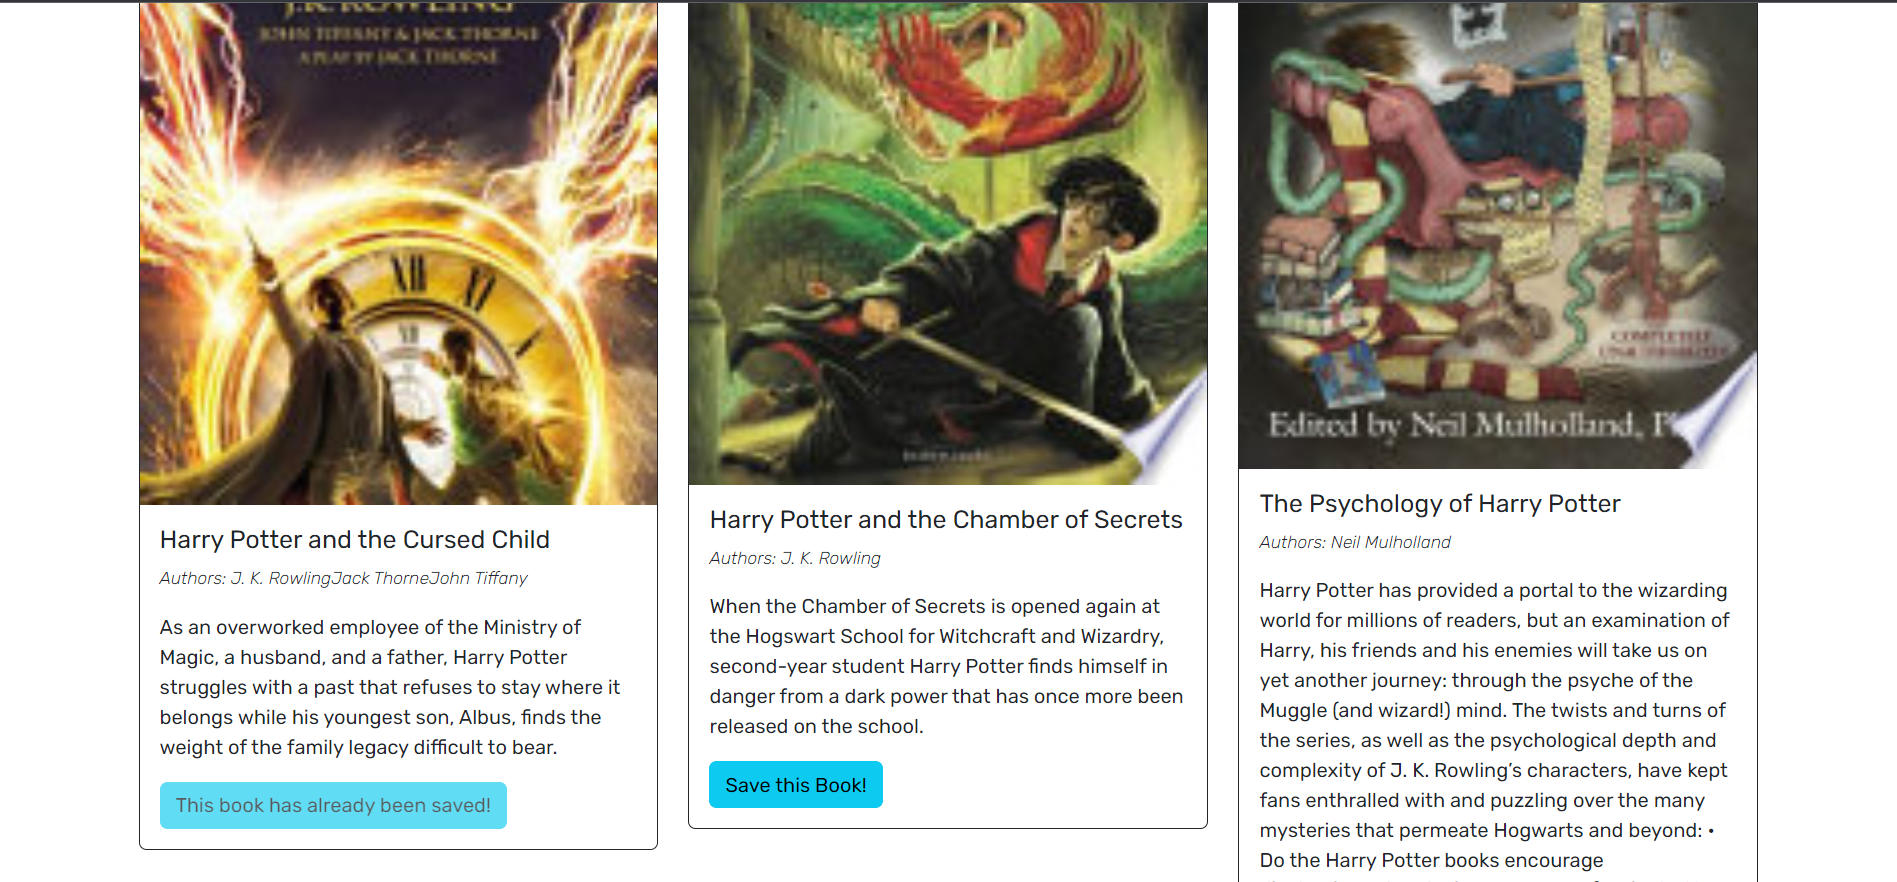 J.K. ROWLING
JOHN TIFFANY & JACK THORNE
A PLAY BY JACK THORNE
XII
XI
XII
Harry Potter and the Cursed Child
Authors: J. K. RowlingJack ThorneJohn Tiffany
As an overworked employee of the Ministry of
Magic, a husband, and a father, Harry Potter
struggles with a past that refuses to stay where it
belongs while his youngest son, Albus, finds the
weight of the family legacy difficult to bear.
This book has already been saved!
Harry Potter and the Chamber of Secrets
Authors: J. K. Rowling
When the Chamber of Secrets is opened again at
the Hogswart School for Witchcraft and Wizardry,
second-year student Harry Potter finds himself in
danger from a dark power that has once more been
released on the school.
Save this Book!
COMPLETELY
UNAUTHORIZED
Edited by Neil Mulholland, P
The Psychology of Harry Potter
Authors: Neil Mulholland
Harry Potter has provided a portal to the wizarding
world for millions of readers, but an examination of
Harry, his friends and his enemies will take us on
yet another journey: through the psyche of the
Muggle (and wizard!) mind. The twists and turns of
the series, as well as the psychological depth and
complexity of J. K. Rowling’s characters, have kept
fans enthralled with and puzzling over the many
mysteries that permeate Hogwarts and beyond: •
Do the Harry Potter books encourage